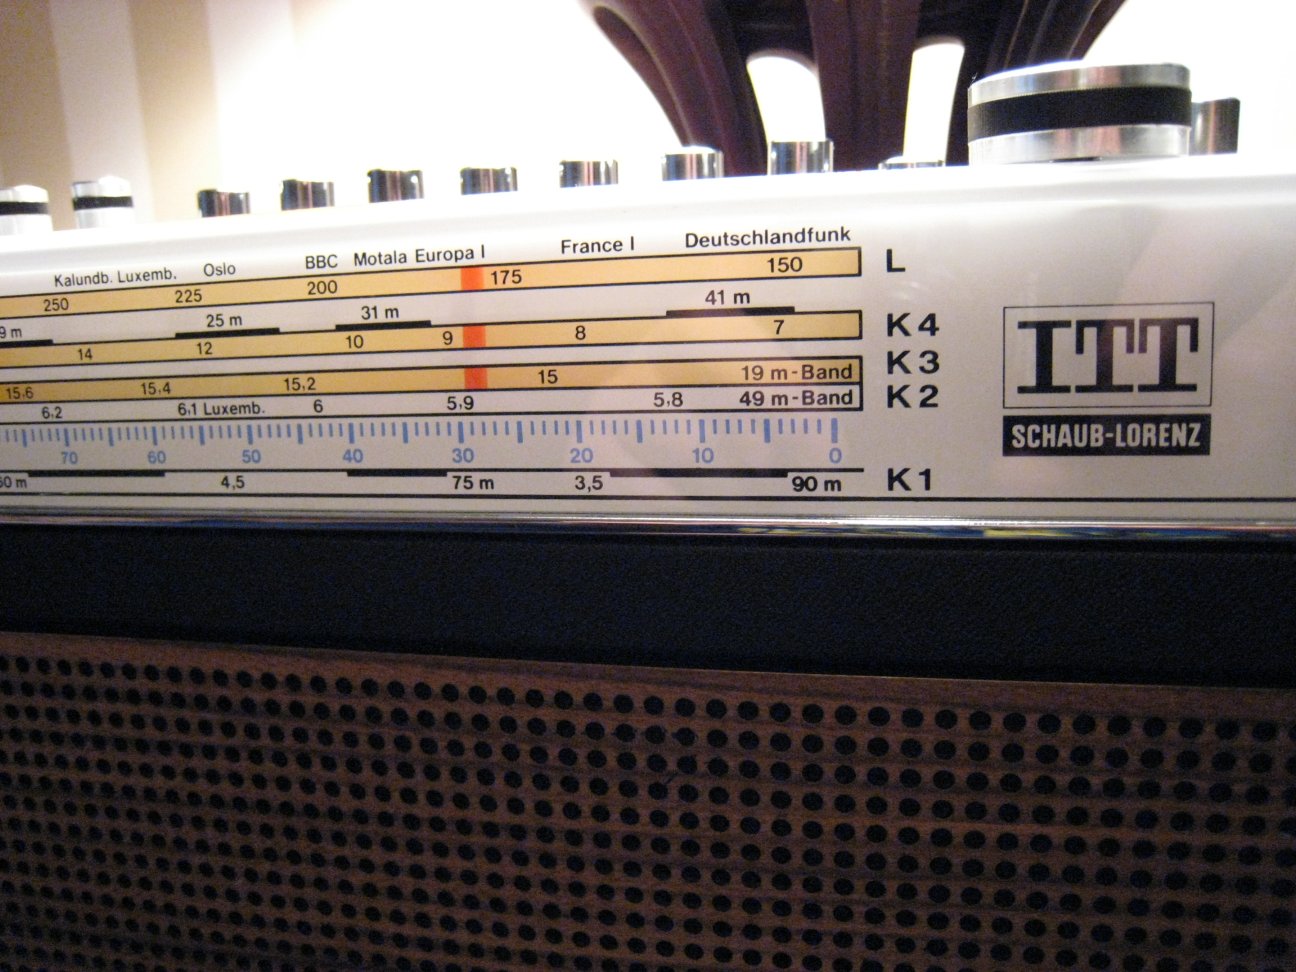 Kalundb. Luxemb. Oslo BBC Motala Europa I France I Deutschlandfunk
250 225 200 175 150 L
25 m 31 m 41 m
14 12 10 9 8 7 K4
15,6 15,4 15,2 15 19 m-Band K3
6,2 6,1 Luxemb. 6 5,9 5,8 49 m-Band K2
70 60 50 40 30 20 10 0
4,5 75 m 3,5 90 m K1
ITT
SCHAUB-LORENZ